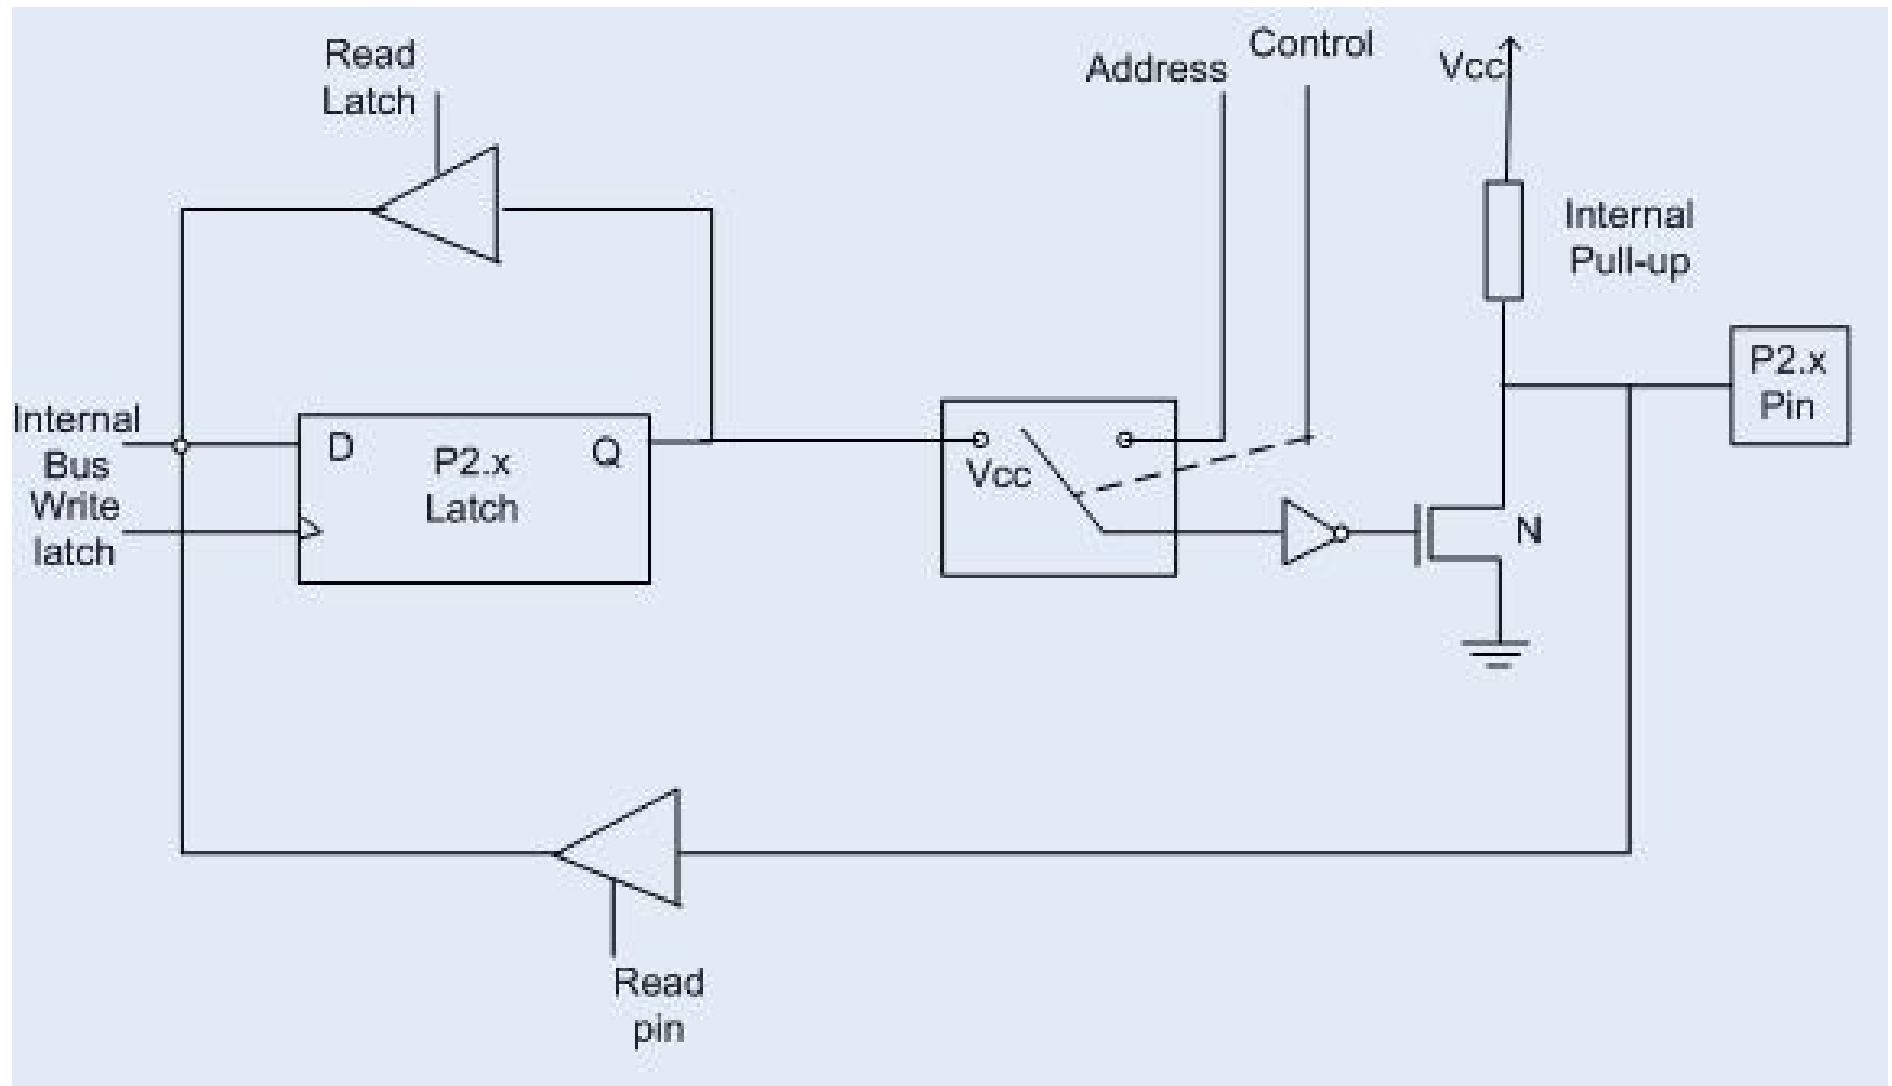 Read
Latch
Address
Control
Vcc
Internal
Pull-up
P2.x
Pin
Internal
Bus
Write
latch
D
P2.x
Latch
Q
Vcc
N
Read
pin